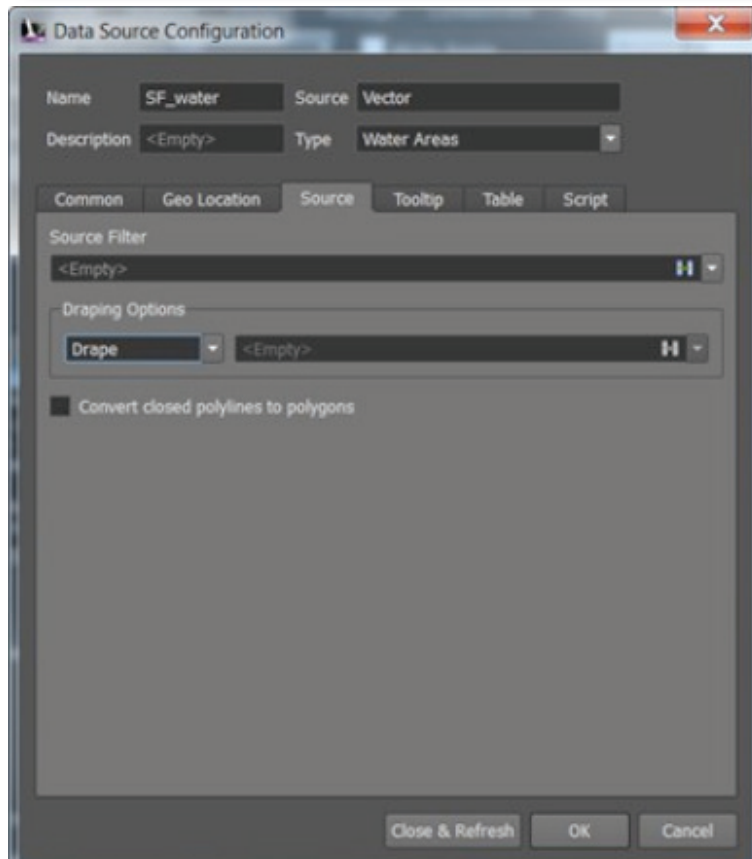 Data Source Configuration
Name SF_water Source Vector
Description <Empty> Type Water Areas
Common Geo Location Source Tooltip Table Script
Source Filter
<Empty>
Draping Options
Drape <Empty>
Convert closed polylines to polygons
Close & Refresh OK Cancel